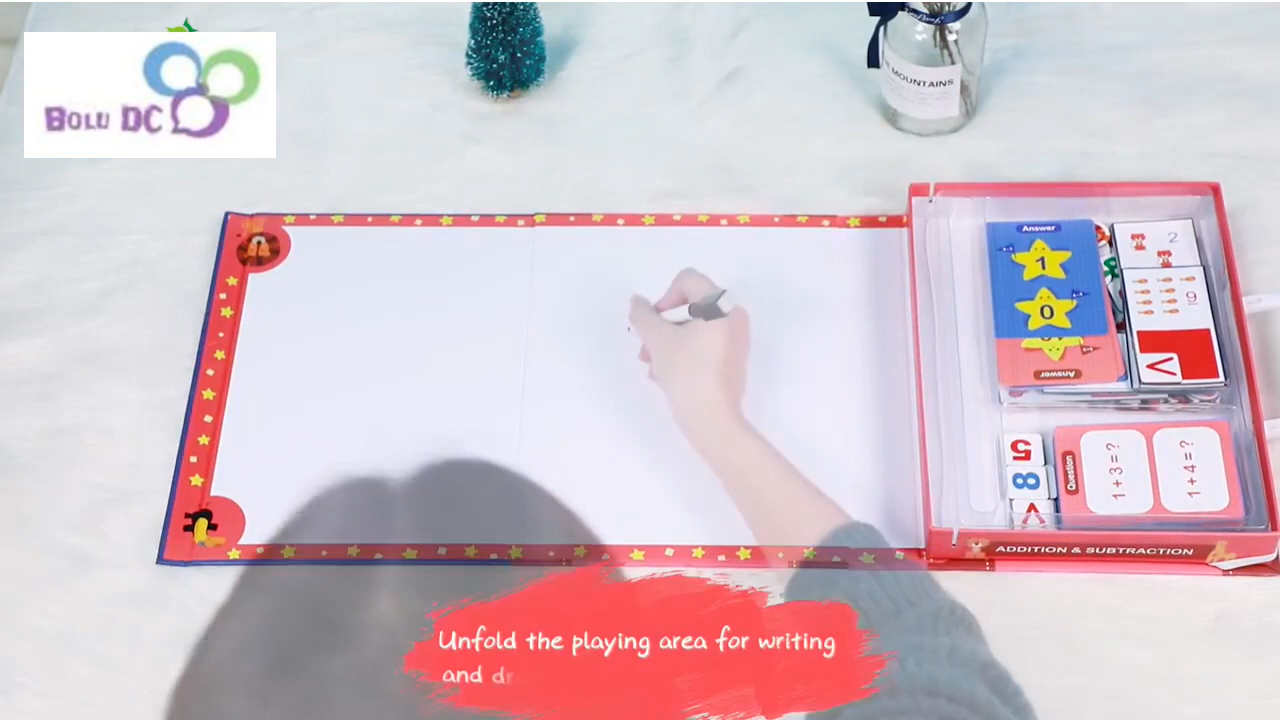 BOLU DC
MOUNTAINS
Answer
1
0
Answer
2
9
>
5
8
>
Question
1+3=?
1+4=?
ADDITION & SUBTRACTION
Unfold the playing area for writing
and dr